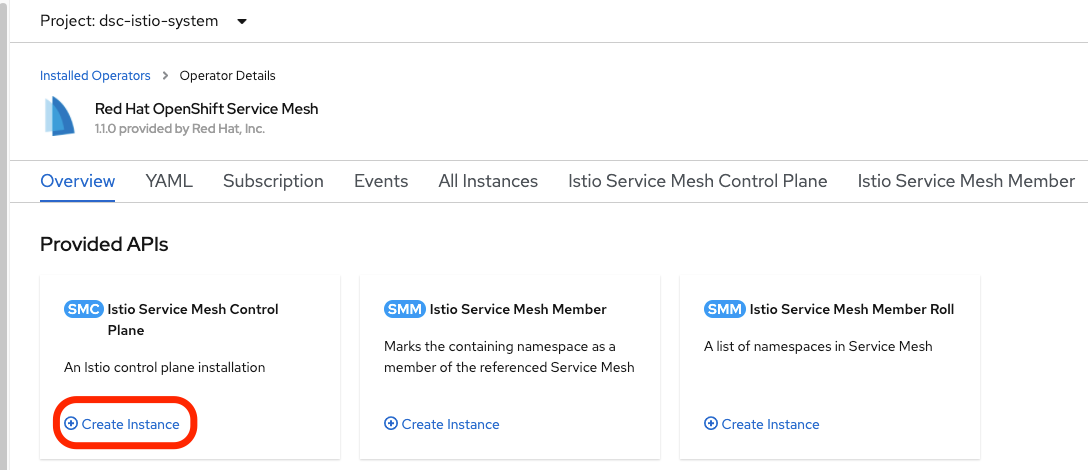 Project: dsc-istio-system
Installed Operators > Operator Details
Red Hat OpenShift Service Mesh
1.1.0 provided by Red Hat, Inc.
Overview YAML Subscription Events All Instances Istio Service Mesh Control Plane Istio Service Mesh Member
Provided APIs
SMC Istio Service Mesh Control
Plane
An Istio control plane installation
Create Instance
SMM Istio Service Mesh Member
Marks the containing namespace as a
member of the referenced Service Mesh
Create Instance
SMM Istio Service Mesh Member Roll
A list of namespaces in Service Mesh
Create Instance